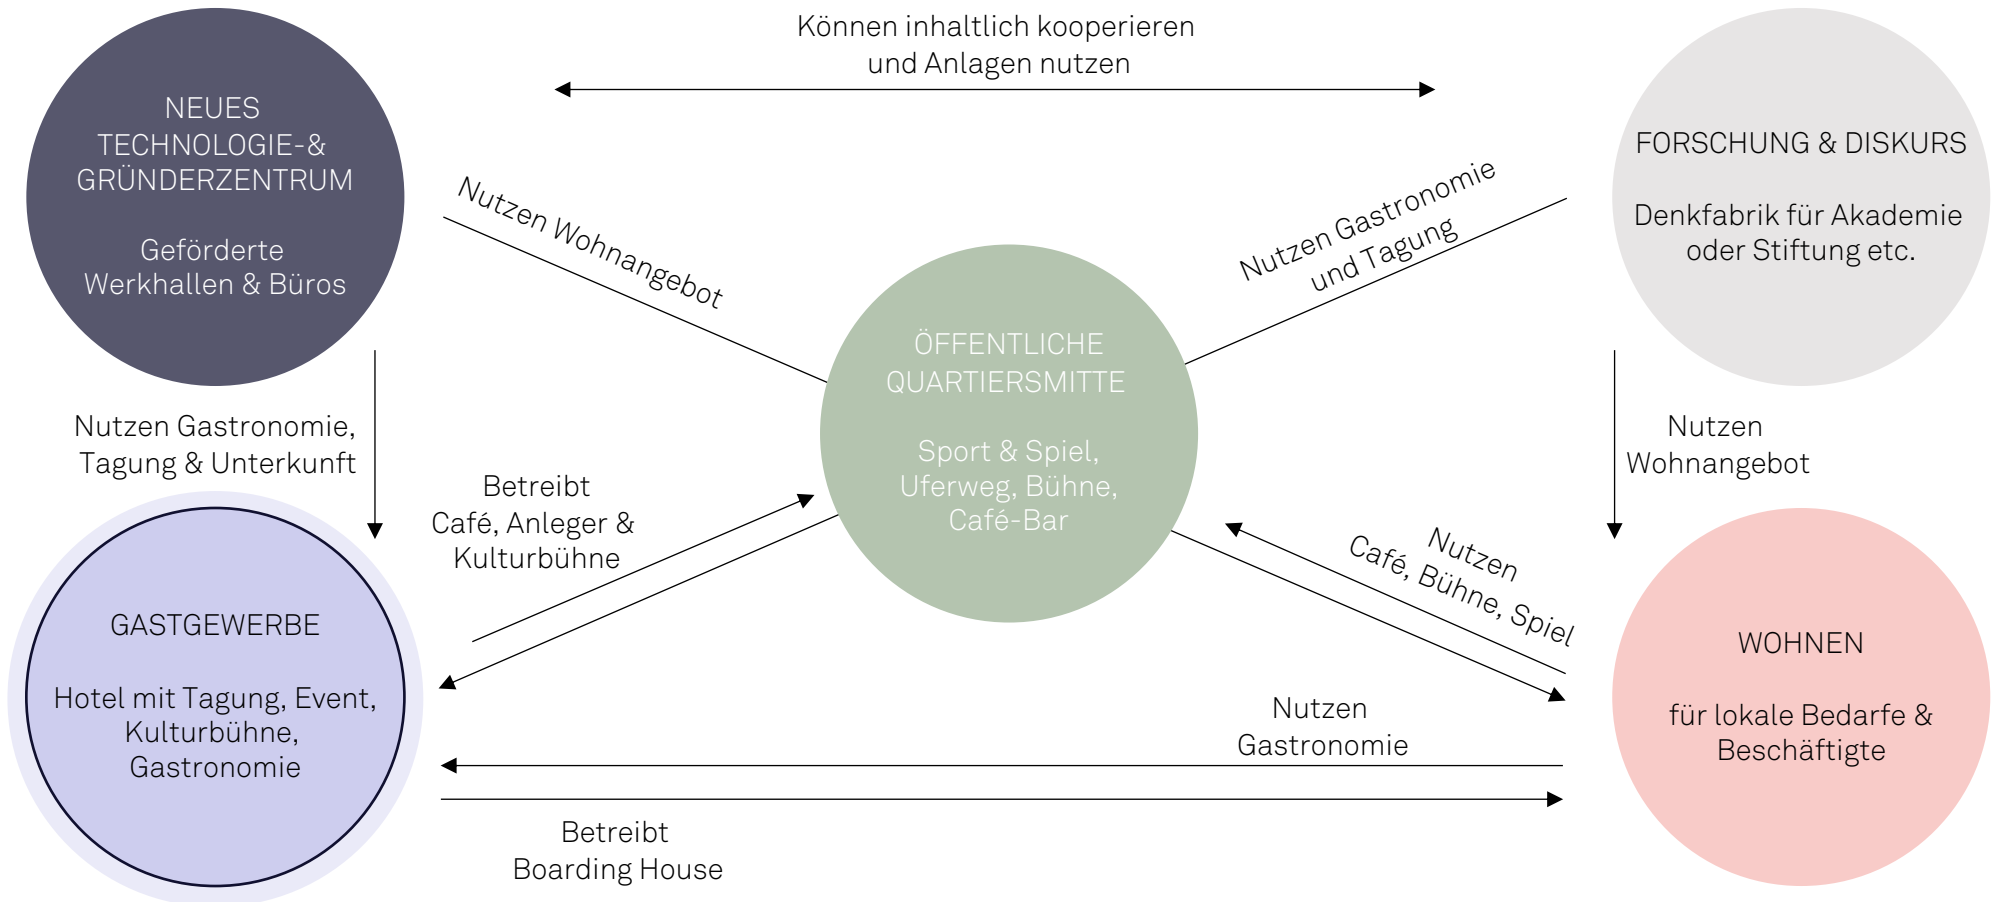 Können inhaltlich kooperieren
und Anlagen nutzen
NEUES
TECHNOLOGIE-&
GRÜNDERZENTRUM
Geförderte
Werkhallen & Büros
FORSCHUNG & DISKURS
Denkfabrik für Akademie
oder Stiftung etc.
Nutzen Wohnangebot
Nutzen Gastronomie
und Tagung
ÖFFENTLICHE
QUARTIERSMITTE
Sport & Spiel,
Uferweg, Bühne,
Café-Bar
Nutzen Gastronomie,
Tagung & Unterkunft
Nutzen
Wohnangebot
Betreibt
Café, Anleger &
Kulturbühne
Nutzen
Café, Bühne, Spiel
GASTGEWERBE
Hotel mit Tagung, Event,
Kulturbühne,
Gastronomie
WOHNEN
für lokale Bedarfe &
Beschäftigte
Nutzen
Gastronomie
Betreibt
Boarding House